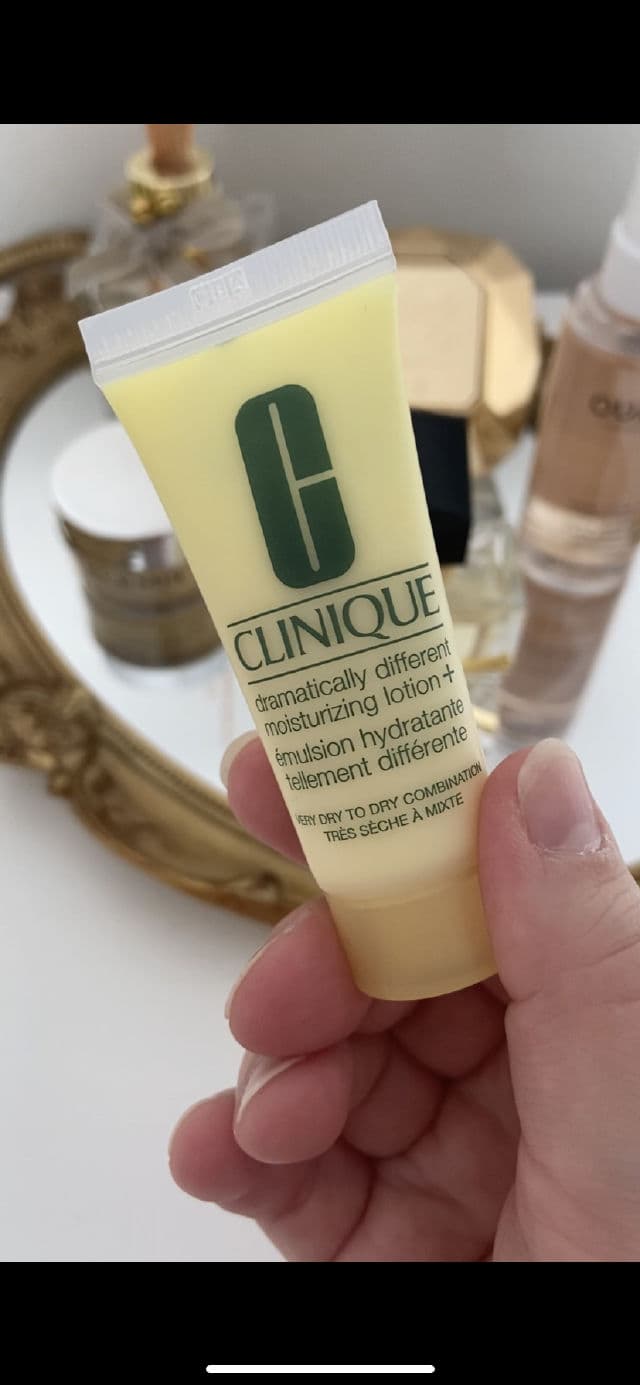 CLINIQUE
dramatically different
moisturizing lotion+
émulsion hydratante
tellement différente
VERY DRY TO DRY COMBINATION
TRÈS SÈCHE À MIXTE